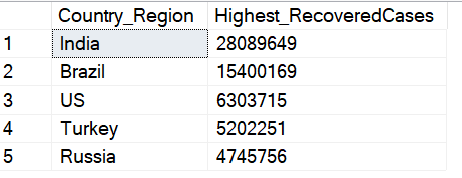 Country_Region Highest_RecoveredCases
1 India 28089649
2 Brazil 15400169
3 US 6303715
4 Turkey 5202251
5 Russia 4745756